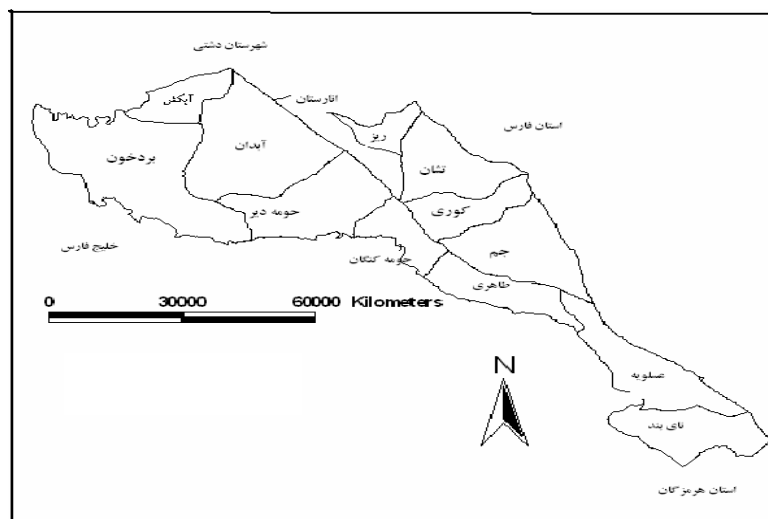 شهرستان دشتی
آبکش
انارستان
استان فارس
ریز
بردخون
آبدان
تشان
حومه دیر
کوری
خلیج فارس
حومه کنگان
جم
طاهری
0 30000 60000 Kilometers
N
عسلویه
نای بند
استان هرمزگان